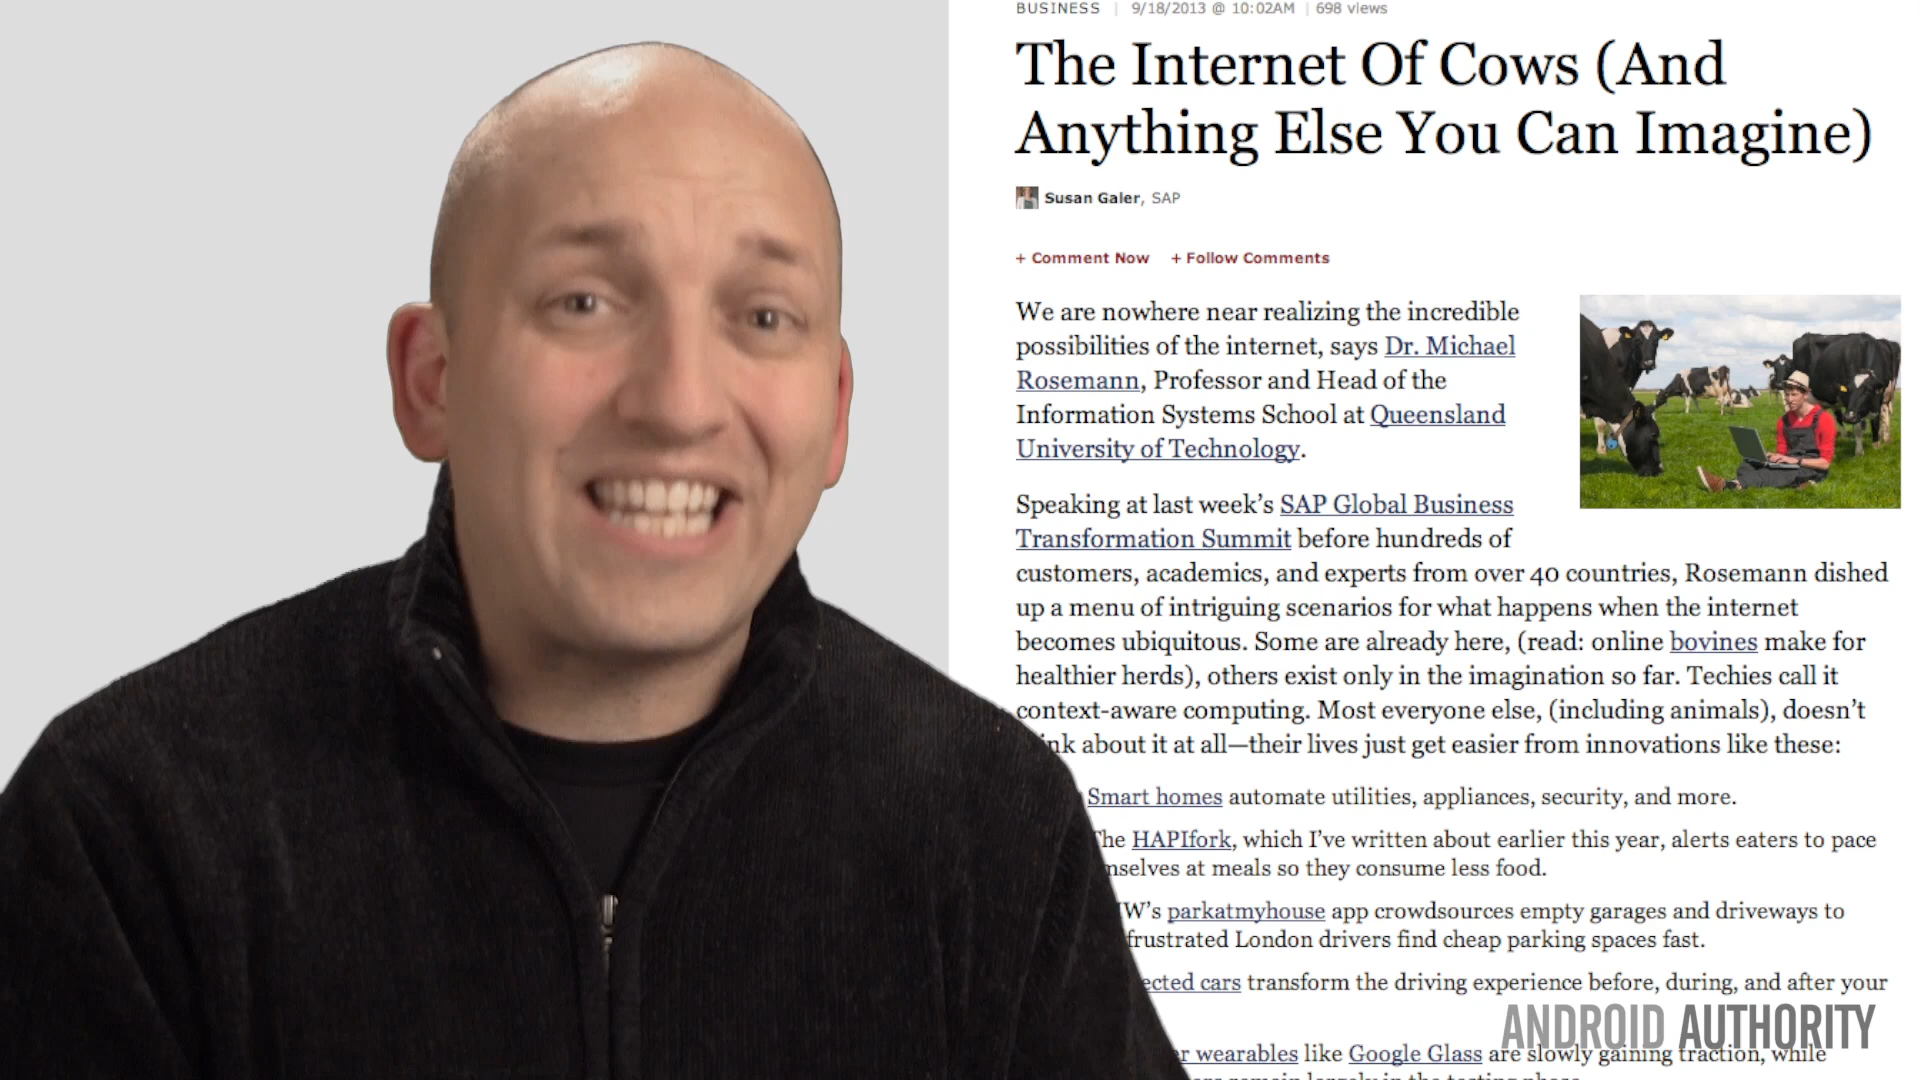 BUSINESS | 9/18/2013 @ 10:02AM | 698 views
The Internet Of Cows (And
Anything Else You Can Imagine)
Susan Galer, SAP
+ Comment Now + Follow Comments
We are nowhere near realizing the incredible
possibilities of the internet, says Dr. Michael
Rosemann, Professor and Head of the
Information Systems School at Queensland
University of Technology.
Speaking at last week's SAP Global Business
Transformation Summit before hundreds of
customers, academics, and experts from over 40 countries, Rosemann dished
up a menu of intriguing scenarios for what happens when the internet
becomes ubiquitous. Some are already here, (read: online bovines make for
healthier herds), others exist only in the imagination so far. Techies call it
context-aware computing. Most everyone else, (including animals), doesn't
about it at all—their lives just get easier from innovations like these:
Smart homes automate utilities, appliances, security, and more.
The HAPIfork, which I've written about earlier this year, alerts eaters to pace
at meals so they consume less food.
parkatmyhouse app crowdsources empty garages and driveways to
frustrated London drivers find cheap parking spaces fast.
cars transform the driving experience before, during, and after your
wearables like Google Glass are slowly gaining traction, while
ANDROID AUTHORITY